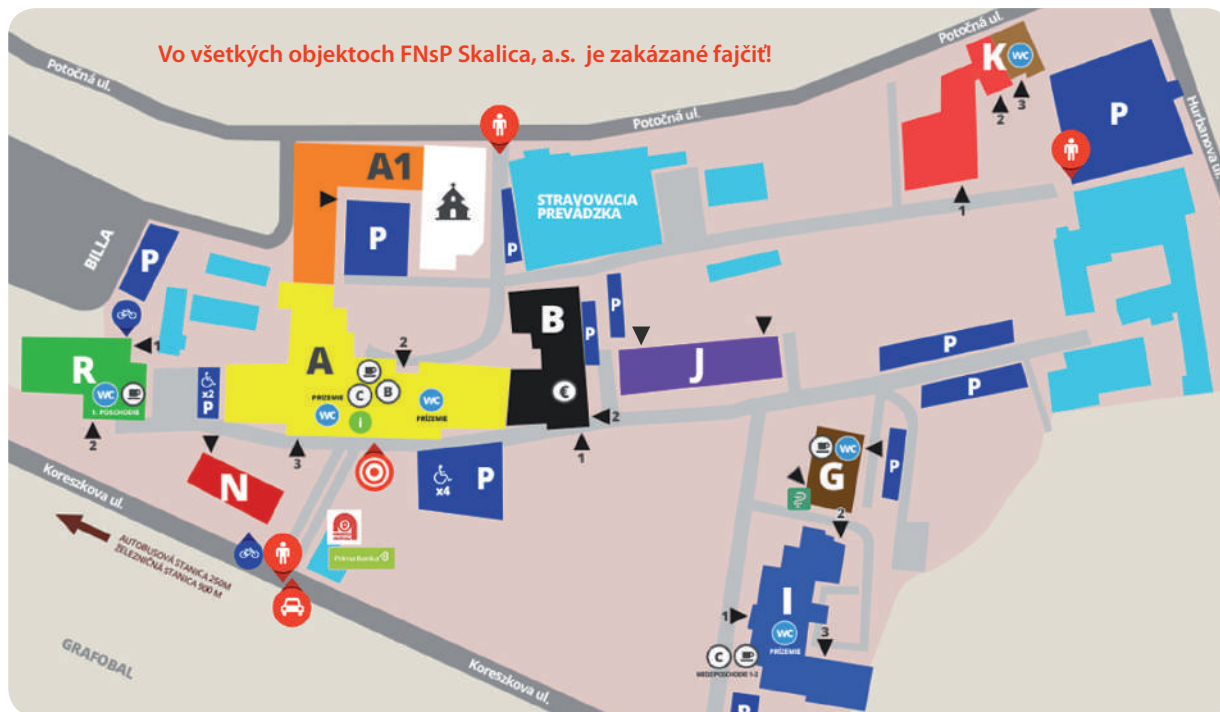 Vo všetkých objektoch FNsP Skalica, a.s. je zakázané fajčiť!
Potočná ul.
Potočná ul.
Potočná ul.
Hurbanova ul.
K
WC
2
3
P
1
A1
P
STRAVOVACIA
PREVÁDZKA
P
BILLA
P
R
WC
1. POSCHODIE
1
2
x2
P
A
2
PRÍZEMIE
WC
C
B
i
WC
PRÍZEMIE
3
B
€
P
P
2
1
J
P
P
N
x4
P
G
WC
P
2
I
1
WC
PRÍZEMIE
3
C
MEDZIPOSCHODIE 1-2
P
Koreszkova ul.
AUTOBUSOVÁ STANICA 250M
ŽELEZNIČNÁ STANICA 900 M
Prima Banka
GRAFOBAL
Koreszkova ul.